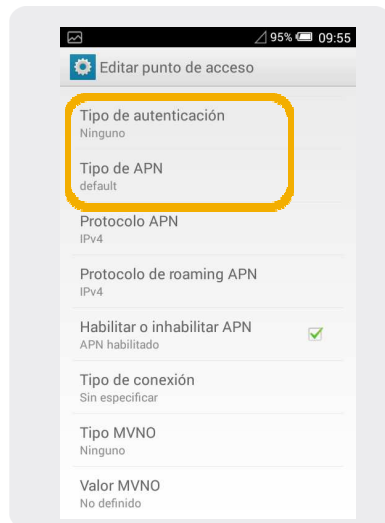 95% 09:55
Editar punto de acceso
Tipo de autenticación
Ninguno
Tipo de APN
default
Protocolo APN
IPv4
Protocolo de roaming APN
IPv4
Habilitar o inhabilitar APN
APN habilitado
Tipo de conexión
Sin especificar
Tipo MVNO
Ninguno
Valor MVNO
No definido